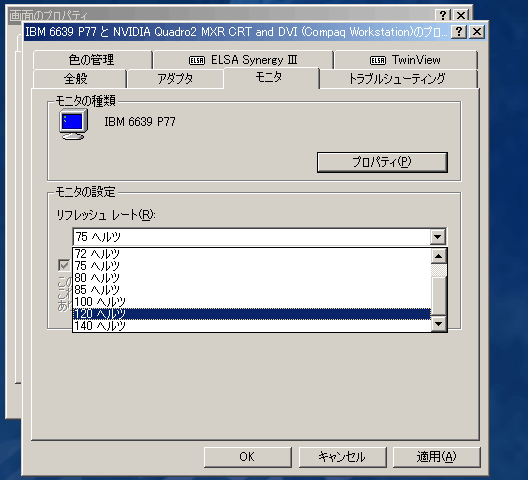 画面のプロパティ
IBM 6639 P77 と NVIDIA Quadro2 MXR CRT and DVI (Compaq Workstation)のプロ...
色の管理
ELSA ELSA Synergy III
ELSA TwinView
全般
アダプタ
モニタ
トラブルシューティング
モニタの種類
IBM 6639 P77
プロパティ(P)
モニタの設定
リフレッシュ レート(R):
75 ヘルツ
72 ヘルツ
75 ヘルツ
80 ヘルツ
85 ヘルツ
100 ヘルツ
120 ヘルツ
140 ヘルツ
OK
キャンセル
適用(A)